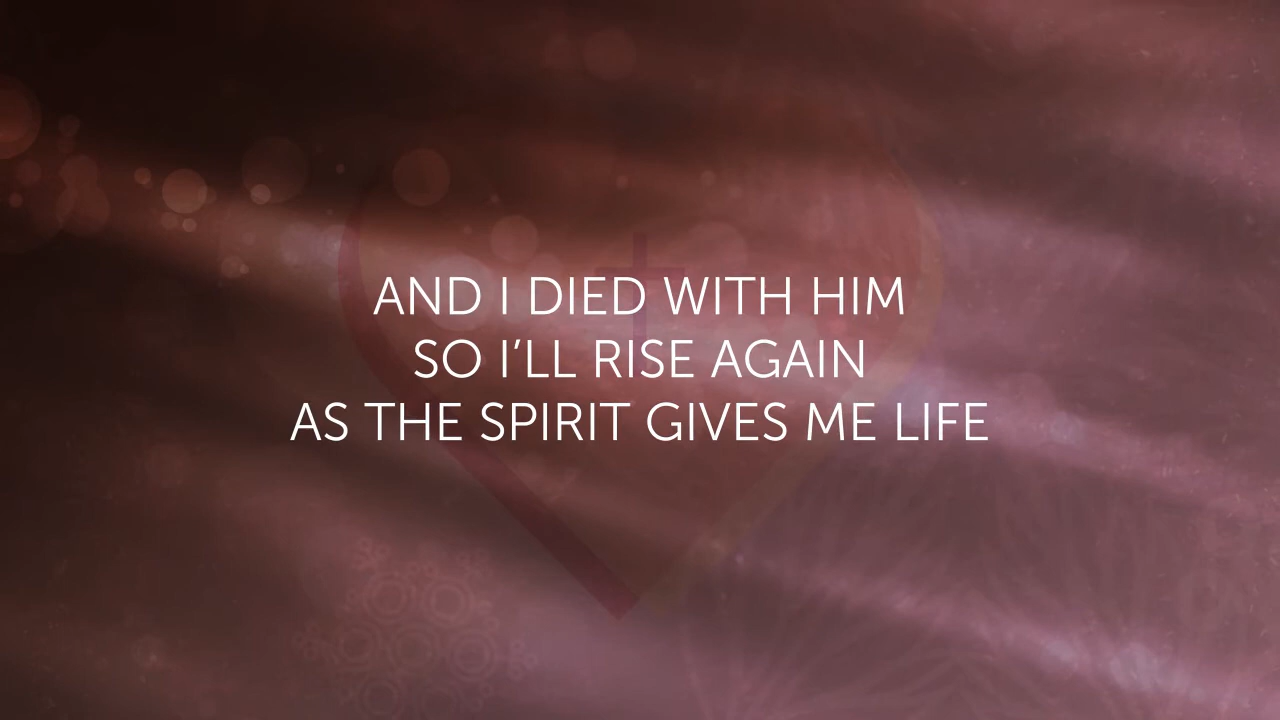 AND I DIED WITH HIM
SO I’LL RISE AGAIN
AS THE SPIRIT GIVES ME LIFE